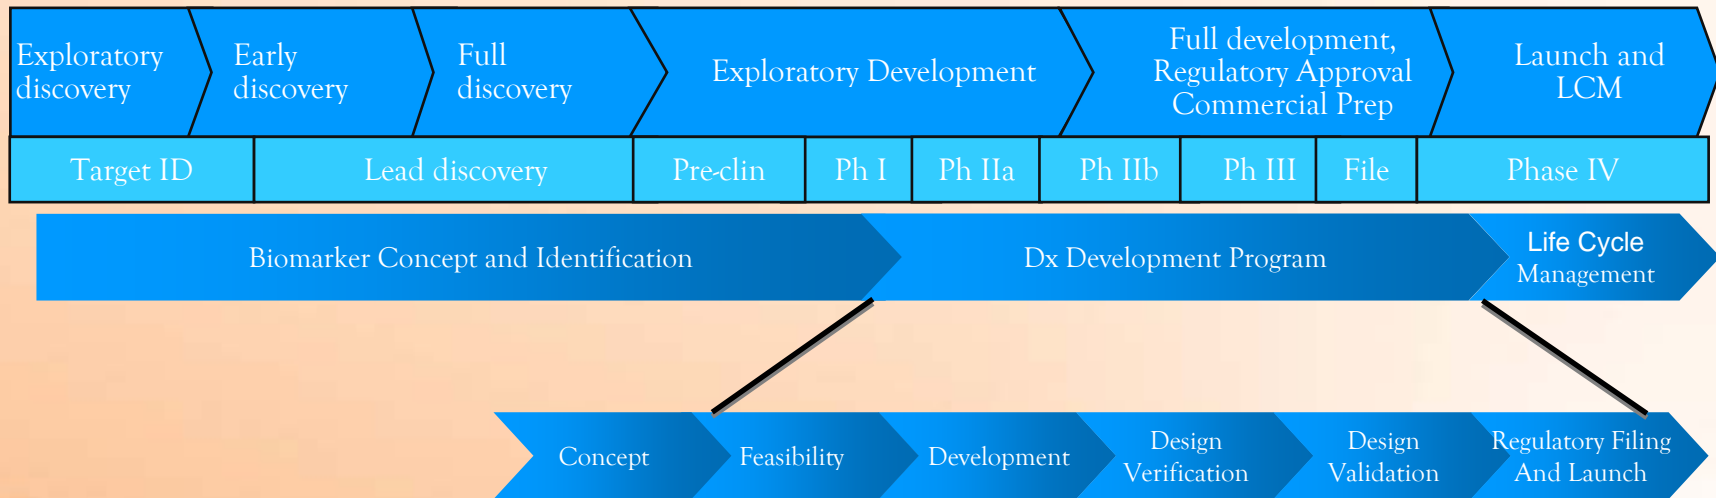 Exploratory
discovery
Early
discovery
Full
discovery
Exploratory Development
Full development,
Regulatory Approval
Commercial Prep
Launch and
LCM
Target ID
Lead discovery
Pre-clin
Ph I
Ph IIa
Ph IIb
Ph III
File
Phase IV
Biomarker Concept and Identification
Dx Development Program
Life Cycle
Management
Concept
Feasibility
Development
Design
Verification
Design
Validation
Regulatory Filing
And Launch